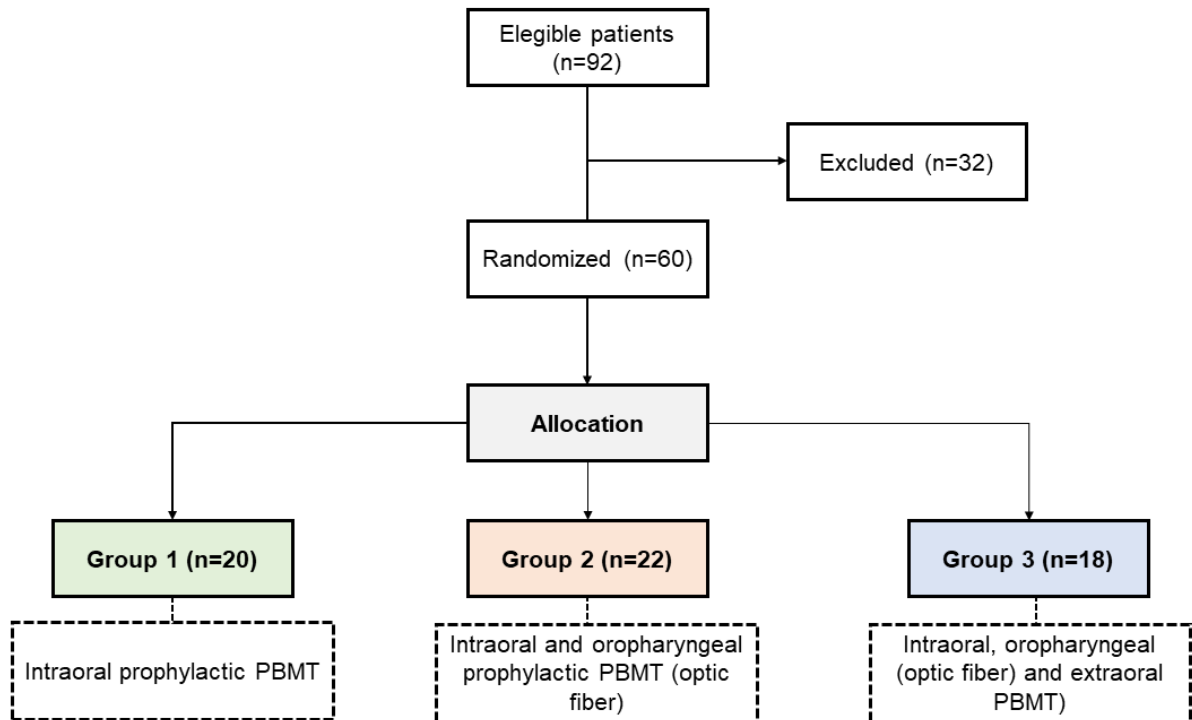 Elegible patients
(n=92)
Excluded (n=32)
Randomized (n=60)
Allocation
Group 1 (n=20)
Group 2 (n=22)
Group 3 (n=18)
Intraoral prophylactic PBMT
Intraoral and oropharyngeal
prophylactic PBMT (optic
fiber)
Intraoral, oropharyngeal
(optic fiber) and extraoral
PBMT)